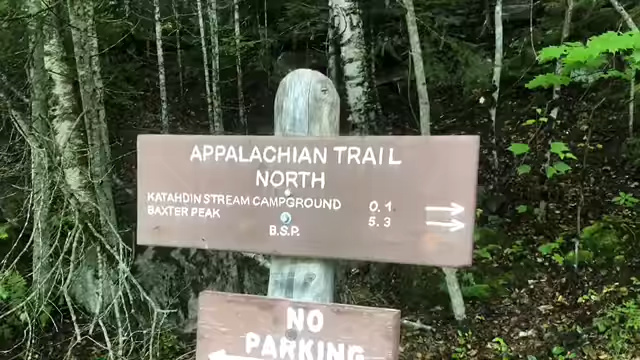 APPALACHIAN TRAIL
NORTH
KATAHDIN STREAM CAMPGROUND 0.1
BAXTER PEAK 5.3
B.S.P.
NO
PARKING